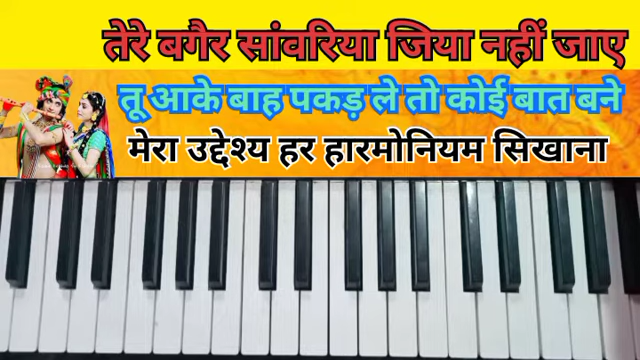 तेरे बगैर सांवरिया जिया नहीं जाए
तू आके बाह पकड़ ले तो कोई बात बने
मेरा उद्देश्य हर हारमोनियम सिखाना